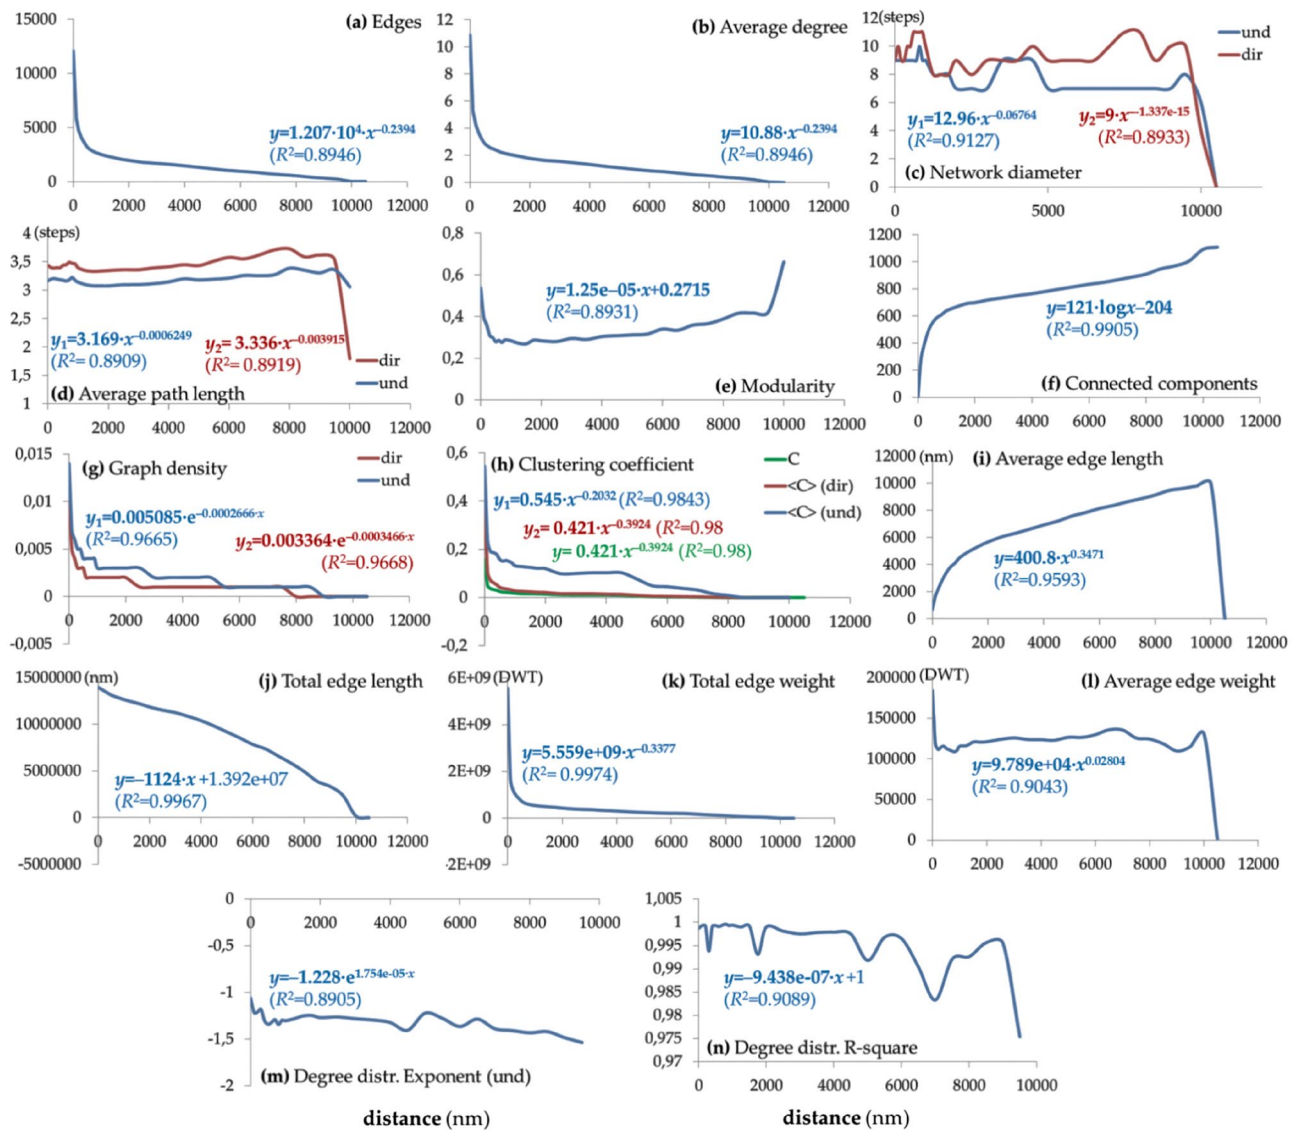 (a) Edges
15000
10000
5000
0
y=1.207·10⁴·x⁻⁰·²³⁹⁴
(R²=0.8946)
0 2000 4000 6000 8000 10000 12000
(b) Average degree
12
10
8
6
4
2
0
y=10.88·x⁻⁰·²³⁹⁴
(R²=0.8946)
0 2000 4000 6000 8000 10000 12000
12(steps)
10
8
6
4
2
0
und
dir
y₁=12.96·x⁻⁰·⁰⁶⁷⁶⁴
(R²=0.9127)
y₂=9·x^–1.337e-15
(R²=0.8933)
(c) Network diameter
0 5000 10000
4 (steps)
3,5
3
2,5
2
1,5
1
y₁=3.169·x⁻⁰·⁰⁰⁰⁶²⁴⁹
(R²= 0.8909)
y₂= 3.336·x⁻⁰·⁰⁰³⁹¹⁵
(R²= 0.8919)
dir
und
(d) Average path length
0 2000 4000 6000 8000 10000 12000
0,8
0,6
0,4
0,2
0
y=1.25e–05·x+0.2715
(R²=0.8931)
(e) Modularity
0 2000 4000 6000 8000 10000 12000
1200
1000
800
600
400
200
0
y=121·logx–204
(R²=0.9905)
(f) Connected components
0 2000 4000 6000 8000 10000 12000
0,015
0,01
0,005
0
-0,005
(g) Graph density
dir
und
y₁=0.005085·e^–0.0002666·x
(R²=0.9665)
y₂=0.003364·e^–0.0003466·x
(R²=0.9668)
0 2000 4000 6000 8000 10000 12000
0,6
0,4
0,2
0
-0,2
(h) Clustering coefficient
C
<C> (dir)
<C> (und)
y₁=0.545·x⁻⁰·²⁰³² (R²=0.9843)
y₂= 0.421·x⁻⁰·³⁹²⁴ (R²=0.98
y= 0.421·x⁻⁰·³⁹²⁴ (R²=0.98)
0 2000 4000 6000 8000 10000 12000
12000 (nm)
10000
8000
6000
4000
2000
0
(i) Average edge length
y=400.8·x⁰·³⁴⁷¹
(R²=0.9593)
0 2000 4000 6000 8000 10000 12000
15000000 (nm)
10000000
5000000
0
-5000000
(j) Total edge length
y=–1124·x +1.392e+07
(R²=0.9967)
0 2000 4000 6000 8000 10000 12000
6E+09 (DWT)
4E+09
2E+09
0
-2E+09
(k) Total edge weight
y=5.559e+09·x⁻⁰·³³⁷⁷
(R²= 0.9974)
0 2000 4000 6000 8000 10000 12000
200000 (DWT)
150000
100000
50000
0
(l) Average edge weight
y=9.789e+04·x⁰·⁰²⁸⁰⁴
(R²= 0.9043)
0 2000 4000 6000 8000 10000 12000
0
-0,5
-1
-1,5
-2
0 2000 4000 6000 8000 10000
y=–1.228·e^1.754e-05·x
(R²=0.8905)
(m) Degree distr. Exponent (und)
distance (nm)
1,005
1
0,995
0,99
0,985
0,98
0,975
0,97
y=–9.438e-07·x +1
(R²=0.9089)
(n) Degree distr. R-square
0 2000 4000 6000 8000 10000
distance (nm)